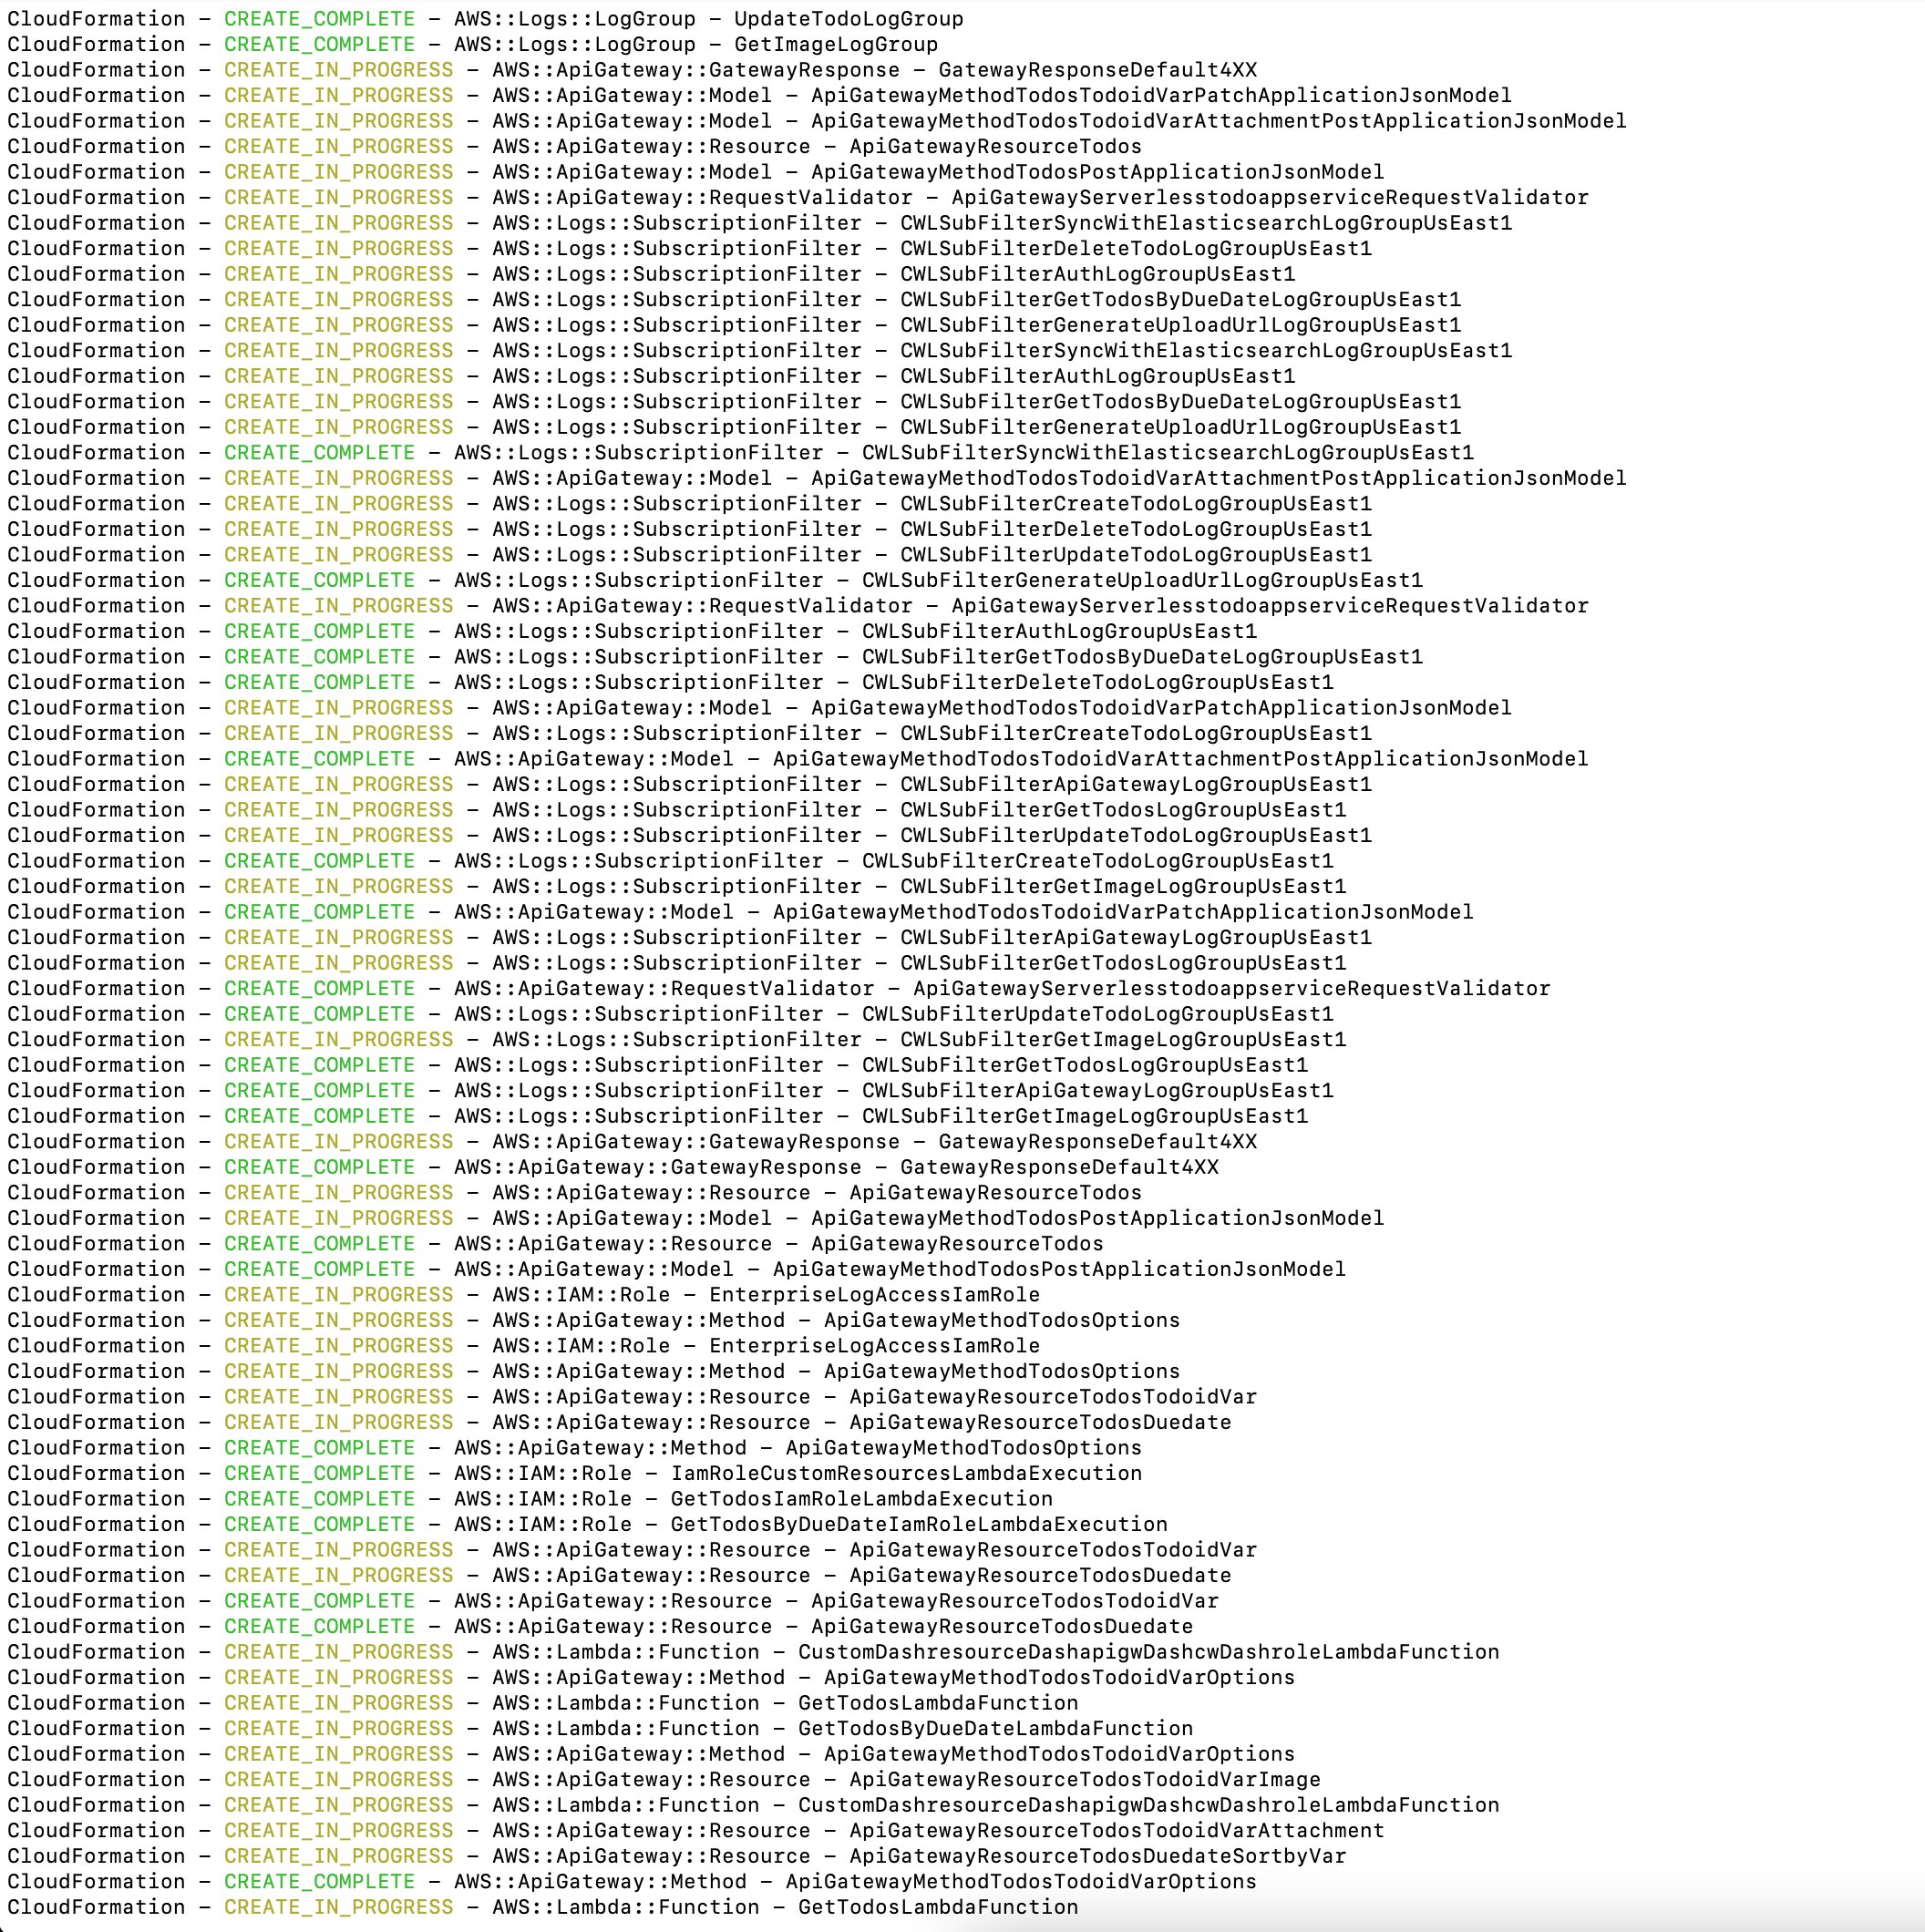 CloudFormation – CREATE_COMPLETE – AWS::Logs::LogGroup – UpdateTodoLogGroup
CloudFormation – CREATE_COMPLETE – AWS::Logs::LogGroup – GetImageLogGroup
CloudFormation – CREATE_IN_PROGRESS – AWS::ApiGateway::GatewayResponse – GatewayResponseDefault4XX
CloudFormation – CREATE_IN_PROGRESS – AWS::ApiGateway::Model – ApiGatewayMethodTodosTodoidVarPatchApplicationJsonModel
CloudFormation – CREATE_IN_PROGRESS – AWS::ApiGateway::Model – ApiGatewayMethodTodosTodoidVarAttachmentPostApplicationJsonModel
CloudFormation – CREATE_IN_PROGRESS – AWS::ApiGateway::Resource – ApiGatewayResourceTodos
CloudFormation – CREATE_IN_PROGRESS – AWS::ApiGateway::Model – ApiGatewayMethodTodosPostApplicationJsonModel
CloudFormation – CREATE_IN_PROGRESS – AWS::ApiGateway::RequestValidator – ApiGatewayServerlesstodoappserviceRequestValidator
CloudFormation – CREATE_IN_PROGRESS – AWS::Logs::SubscriptionFilter – CWLSubFilterSyncWithElasticsearchLogGroupUsEast1
CloudFormation – CREATE_IN_PROGRESS – AWS::Logs::SubscriptionFilter – CWLSubFilterDeleteTodoLogGroupUsEast1
CloudFormation – CREATE_IN_PROGRESS – AWS::Logs::SubscriptionFilter – CWLSubFilterAuthLogGroupUsEast1
CloudFormation – CREATE_IN_PROGRESS – AWS::Logs::SubscriptionFilter – CWLSubFilterGetTodosByDueDateLogGroupUsEast1
CloudFormation – CREATE_IN_PROGRESS – AWS::Logs::SubscriptionFilter – CWLSubFilterGenerateUploadUrlLogGroupUsEast1
CloudFormation – CREATE_IN_PROGRESS – AWS::Logs::SubscriptionFilter – CWLSubFilterSyncWithElasticsearchLogGroupUsEast1
CloudFormation – CREATE_IN_PROGRESS – AWS::Logs::SubscriptionFilter – CWLSubFilterAuthLogGroupUsEast1
CloudFormation – CREATE_IN_PROGRESS – AWS::Logs::SubscriptionFilter – CWLSubFilterGetTodosByDueDateLogGroupUsEast1
CloudFormation – CREATE_IN_PROGRESS – AWS::Logs::SubscriptionFilter – CWLSubFilterGenerateUploadUrlLogGroupUsEast1
CloudFormation – CREATE_COMPLETE – AWS::Logs::SubscriptionFilter – CWLSubFilterSyncWithElasticsearchLogGroupUsEast1
CloudFormation – CREATE_IN_PROGRESS – AWS::ApiGateway::Model – ApiGatewayMethodTodosTodoidVarAttachmentPostApplicationJsonModel
CloudFormation – CREATE_IN_PROGRESS – AWS::Logs::SubscriptionFilter – CWLSubFilterCreateTodoLogGroupUsEast1
CloudFormation – CREATE_IN_PROGRESS – AWS::Logs::SubscriptionFilter – CWLSubFilterDeleteTodoLogGroupUsEast1
CloudFormation – CREATE_IN_PROGRESS – AWS::Logs::SubscriptionFilter – CWLSubFilterUpdateTodoLogGroupUsEast1
CloudFormation – CREATE_COMPLETE – AWS::Logs::SubscriptionFilter – CWLSubFilterGenerateUploadUrlLogGroupUsEast1
CloudFormation – CREATE_IN_PROGRESS – AWS::ApiGateway::RequestValidator – ApiGatewayServerlesstodoappserviceRequestValidator
CloudFormation – CREATE_COMPLETE – AWS::Logs::SubscriptionFilter – CWLSubFilterAuthLogGroupUsEast1
CloudFormation – CREATE_COMPLETE – AWS::Logs::SubscriptionFilter – CWLSubFilterGetTodosByDueDateLogGroupUsEast1
CloudFormation – CREATE_COMPLETE – AWS::Logs::SubscriptionFilter – CWLSubFilterDeleteTodoLogGroupUsEast1
CloudFormation – CREATE_IN_PROGRESS – AWS::ApiGateway::Model – ApiGatewayMethodTodosTodoidVarPatchApplicationJsonModel
CloudFormation – CREATE_IN_PROGRESS – AWS::Logs::SubscriptionFilter – CWLSubFilterCreateTodoLogGroupUsEast1
CloudFormation – CREATE_COMPLETE – AWS::ApiGateway::Model – ApiGatewayMethodTodosTodoidVarAttachmentPostApplicationJsonModel
CloudFormation – CREATE_IN_PROGRESS – AWS::Logs::SubscriptionFilter – CWLSubFilterApiGatewayLogGroupUsEast1
CloudFormation – CREATE_IN_PROGRESS – AWS::Logs::SubscriptionFilter – CWLSubFilterGetTodosLogGroupUsEast1
CloudFormation – CREATE_IN_PROGRESS – AWS::Logs::SubscriptionFilter – CWLSubFilterUpdateTodoLogGroupUsEast1
CloudFormation – CREATE_COMPLETE – AWS::Logs::SubscriptionFilter – CWLSubFilterCreateTodoLogGroupUsEast1
CloudFormation – CREATE_IN_PROGRESS – AWS::Logs::SubscriptionFilter – CWLSubFilterGetImageLogGroupUsEast1
CloudFormation – CREATE_COMPLETE – AWS::ApiGateway::Model – ApiGatewayMethodTodosTodoidVarPatchApplicationJsonModel
CloudFormation – CREATE_IN_PROGRESS – AWS::Logs::SubscriptionFilter – CWLSubFilterApiGatewayLogGroupUsEast1
CloudFormation – CREATE_IN_PROGRESS – AWS::Logs::SubscriptionFilter – CWLSubFilterGetTodosLogGroupUsEast1
CloudFormation – CREATE_COMPLETE – AWS::ApiGateway::RequestValidator – ApiGatewayServerlesstodoappserviceRequestValidator
CloudFormation – CREATE_COMPLETE – AWS::Logs::SubscriptionFilter – CWLSubFilterUpdateTodoLogGroupUsEast1
CloudFormation – CREATE_IN_PROGRESS – AWS::Logs::SubscriptionFilter – CWLSubFilterGetImageLogGroupUsEast1
CloudFormation – CREATE_COMPLETE – AWS::Logs::SubscriptionFilter – CWLSubFilterGetTodosLogGroupUsEast1
CloudFormation – CREATE_COMPLETE – AWS::Logs::SubscriptionFilter – CWLSubFilterApiGatewayLogGroupUsEast1
CloudFormation – CREATE_COMPLETE – AWS::Logs::SubscriptionFilter – CWLSubFilterGetImageLogGroupUsEast1
CloudFormation – CREATE_IN_PROGRESS – AWS::ApiGateway::GatewayResponse – GatewayResponseDefault4XX
CloudFormation – CREATE_COMPLETE – AWS::ApiGateway::GatewayResponse – GatewayResponseDefault4XX
CloudFormation – CREATE_IN_PROGRESS – AWS::ApiGateway::Resource – ApiGatewayResourceTodos
CloudFormation – CREATE_IN_PROGRESS – AWS::ApiGateway::Model – ApiGatewayMethodTodosPostApplicationJsonModel
CloudFormation – CREATE_COMPLETE – AWS::ApiGateway::Resource – ApiGatewayResourceTodos
CloudFormation – CREATE_COMPLETE – AWS::ApiGateway::Model – ApiGatewayMethodTodosPostApplicationJsonModel
CloudFormation – CREATE_IN_PROGRESS – AWS::IAM::Role – EnterpriseLogAccessIamRole
CloudFormation – CREATE_IN_PROGRESS – AWS::ApiGateway::Method – ApiGatewayMethodTodosOptions
CloudFormation – CREATE_IN_PROGRESS – AWS::IAM::Role – EnterpriseLogAccessIamRole
CloudFormation – CREATE_IN_PROGRESS – AWS::ApiGateway::Method – ApiGatewayMethodTodosOptions
CloudFormation – CREATE_IN_PROGRESS – AWS::ApiGateway::Resource – ApiGatewayResourceTodosTodoidVar
CloudFormation – CREATE_IN_PROGRESS – AWS::ApiGateway::Resource – ApiGatewayResourceTodosDuedate
CloudFormation – CREATE_COMPLETE – AWS::ApiGateway::Method – ApiGatewayMethodTodosOptions
CloudFormation – CREATE_COMPLETE – AWS::IAM::Role – IamRoleCustomResourcesLambdaExecution
CloudFormation – CREATE_COMPLETE – AWS::IAM::Role – GetTodosIamRoleLambdaExecution
CloudFormation – CREATE_COMPLETE – AWS::IAM::Role – GetTodosByDueDateIamRoleLambdaExecution
CloudFormation – CREATE_IN_PROGRESS – AWS::ApiGateway::Resource – ApiGatewayResourceTodosTodoidVar
CloudFormation – CREATE_IN_PROGRESS – AWS::ApiGateway::Resource – ApiGatewayResourceTodosDuedate
CloudFormation – CREATE_COMPLETE – AWS::ApiGateway::Resource – ApiGatewayResourceTodosTodoidVar
CloudFormation – CREATE_COMPLETE – AWS::ApiGateway::Resource – ApiGatewayResourceTodosDuedate
CloudFormation – CREATE_IN_PROGRESS – AWS::Lambda::Function – CustomDashresourceDashapigwDashcwDashroleLambdaFunction
CloudFormation – CREATE_IN_PROGRESS – AWS::ApiGateway::Method – ApiGatewayMethodTodosTodoidVarOptions
CloudFormation – CREATE_IN_PROGRESS – AWS::Lambda::Function – GetTodosLambdaFunction
CloudFormation – CREATE_IN_PROGRESS – AWS::Lambda::Function – GetTodosByDueDateLambdaFunction
CloudFormation – CREATE_IN_PROGRESS – AWS::ApiGateway::Method – ApiGatewayMethodTodosTodoidVarOptions
CloudFormation – CREATE_IN_PROGRESS – AWS::ApiGateway::Resource – ApiGatewayResourceTodosTodoidVarImage
CloudFormation – CREATE_IN_PROGRESS – AWS::Lambda::Function – CustomDashresourceDashapigwDashcwDashroleLambdaFunction
CloudFormation – CREATE_IN_PROGRESS – AWS::ApiGateway::Resource – ApiGatewayResourceTodosTodoidVarAttachment
CloudFormation – CREATE_IN_PROGRESS – AWS::ApiGateway::Resource – ApiGatewayResourceTodosDuedateSortbyVar
CloudFormation – CREATE_COMPLETE – AWS::ApiGateway::Method – ApiGatewayMethodTodosTodoidVarOptions
CloudFormation – CREATE_IN_PROGRESS – AWS::Lambda::Function – GetTodosLambdaFunction